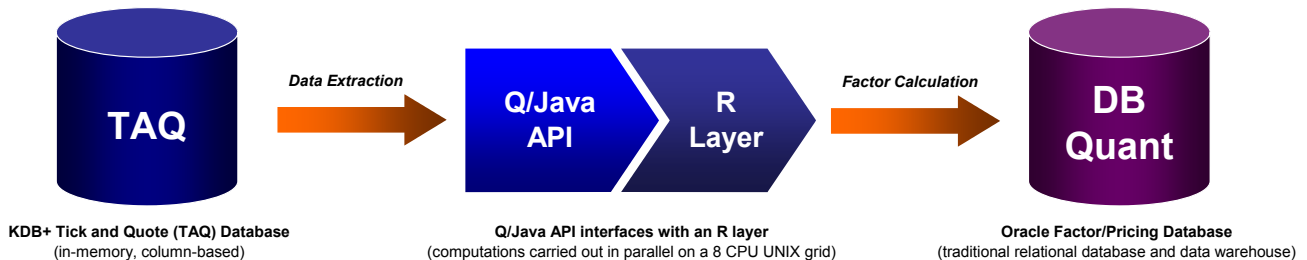 TAQ
Data Extraction
Q/Java
API
R
Layer
Factor Calculation
DB
Quant
KDB+ Tick and Quote (TAQ) Database
(in-memory, column-based)
Q/Java API interfaces with an R layer
(computations carried out in parallel on a 8 CPU UNIX grid)
Oracle Factor/Pricing Database
(traditional relational database and data warehouse)